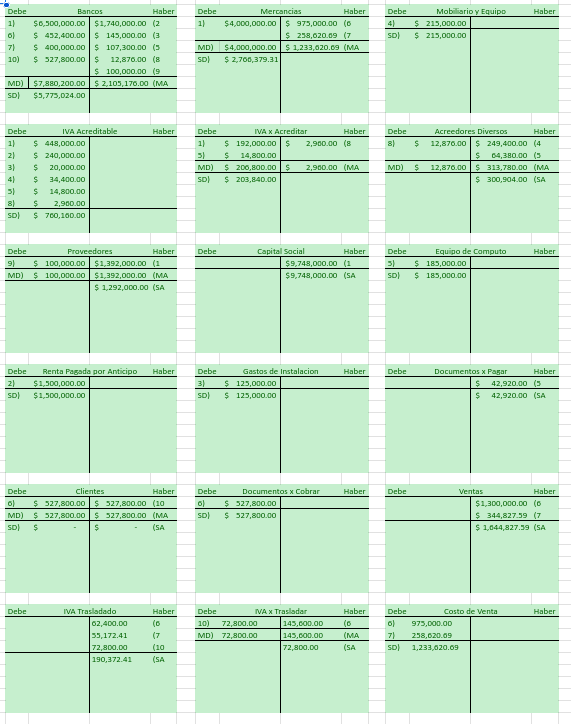 Debe Bancos Haber
1) $6,500,000.00 $1,740,000.00 (2
6) $ 452,400.00 $ 145,000.00 (3
7) $ 400,000.00 $ 107,300.00 (5
10) $ 527,800.00 $ 12,876.00 (8
$ 100,000.00 (9
MD) $7,880,200.00 $ 2,105,176.00 (MA
SD) $5,775,024.00
Debe Mercancias Haber
1) $4,000,000.00 $ 975,000.00 (6
$ 258,620.69 (7
MD) $4,000,000.00 $ 1,233,620.69 (MA
SD) $ 2,766,379.31
Debe Mobiliario y Equipo Haber
4) $ 215,000.00
SD) $ 215,000.00
Debe IVA Acreditable Haber
1) $ 448,000.00
2) $ 240,000.00
3) $ 20,000.00
4) $ 34,400.00
5) $ 14,800.00
8) $ 2,960.00
SD) $ 760,160.00
Debe IVA x Acreditar Haber
1) $ 192,000.00 $ 2,960.00 (8
5) $ 14,800.00
MD) $ 206,800.00 $ 2,960.00 (MA
SD) $ 203,840.00
Debe Acreedores Diversos Haber
8) $ 12,876.00 $ 249,400.00 (4
$ 64,380.00 (5
MD) $ 12,876.00 $ 313,780.00 (MA
$ 300,904.00 (SA
Debe Proveedores Haber
9) $ 100,000.00 $1,392,000.00 (1
MD) $ 100,000.00 $1,392,000.00 (MA
$ 1,292,000.00 (SA
Debe Capital Social Haber
$9,748,000.00 (1
$9,748,000.00 (SA
Debe Equipo de Computo Haber
5) $ 185,000.00
SD) $ 185,000.00
Debe Renta Pagada por Anticipo Haber
2) $1,500,000.00
SD) $1,500,000.00
Debe Gastos de Instalacion Haber
3) $ 125,000.00
SD) $ 125,000.00
Debe Documentos x Pagar Haber
$ 42,920.00 (5
$ 42,920.00 (SA
Debe Clientes Haber
6) $ 527,800.00 $ 527,800.00 (10
MD) $ 527,800.00 $ 527,800.00 (MA
SD) $ - $ - (SA
Debe Documentos x Cobrar Haber
6) $ 527,800.00
SD) $ 527,800.00
Debe Ventas Haber
$1,300,000.00 (6
$ 344,827.59 (7
$ 1,644,827.59 (SA
Debe IVA Trasladado Haber
62,400.00 (6
55,172.41 (7
72,800.00 (10
190,372.41 (SA
Debe IVA x Trasladar Haber
10) 72,800.00 145,600.00 (6
MD) 72,800.00 145,600.00 (MA
72,800.00 (SA
Debe Costo de Venta Haber
6) 975,000.00
7) 258,620.69
SD) 1,233,620.69